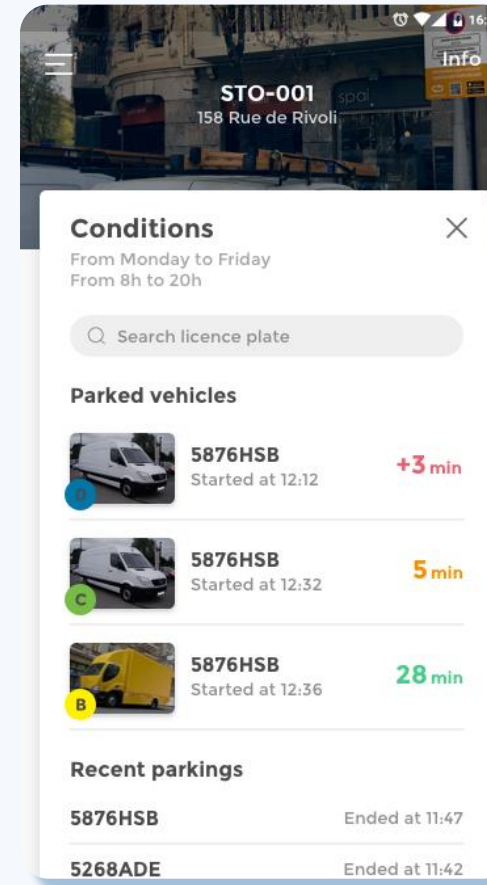 16:
Info
STO-001
158 Rue de Rivoli
Conditions
From Monday to Friday
From 8h to 20h
Search licence plate
Parked vehicles
5876HSB
Started at 12:12
+3 min
D
5876HSB
Started at 12:32
5 min
C
5876HSB
Started at 12:36
28 min
B
Recent parkings
5876HSB Ended at 11:47
5268ADE Ended at 11:42